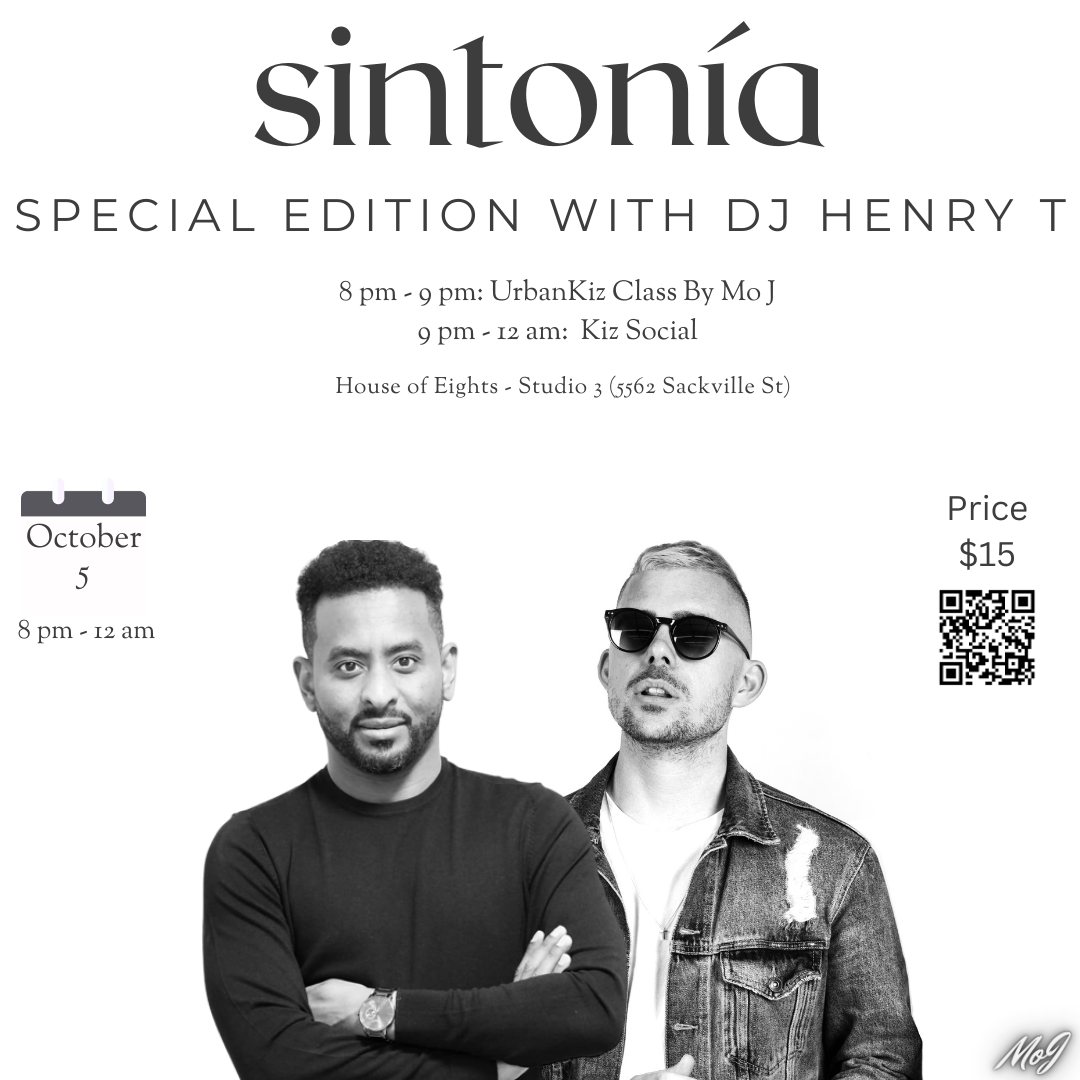 sintonía
SPECIAL EDITION WITH DJ HENRY T
8 pm - 9 pm: UrbanKiz Class By Mo J
9 pm - 12 am: Kiz Social
House of Eights - Studio 3 (5562 Sackville St)
October
5
8 pm - 12 am
Price
$15
MoJ